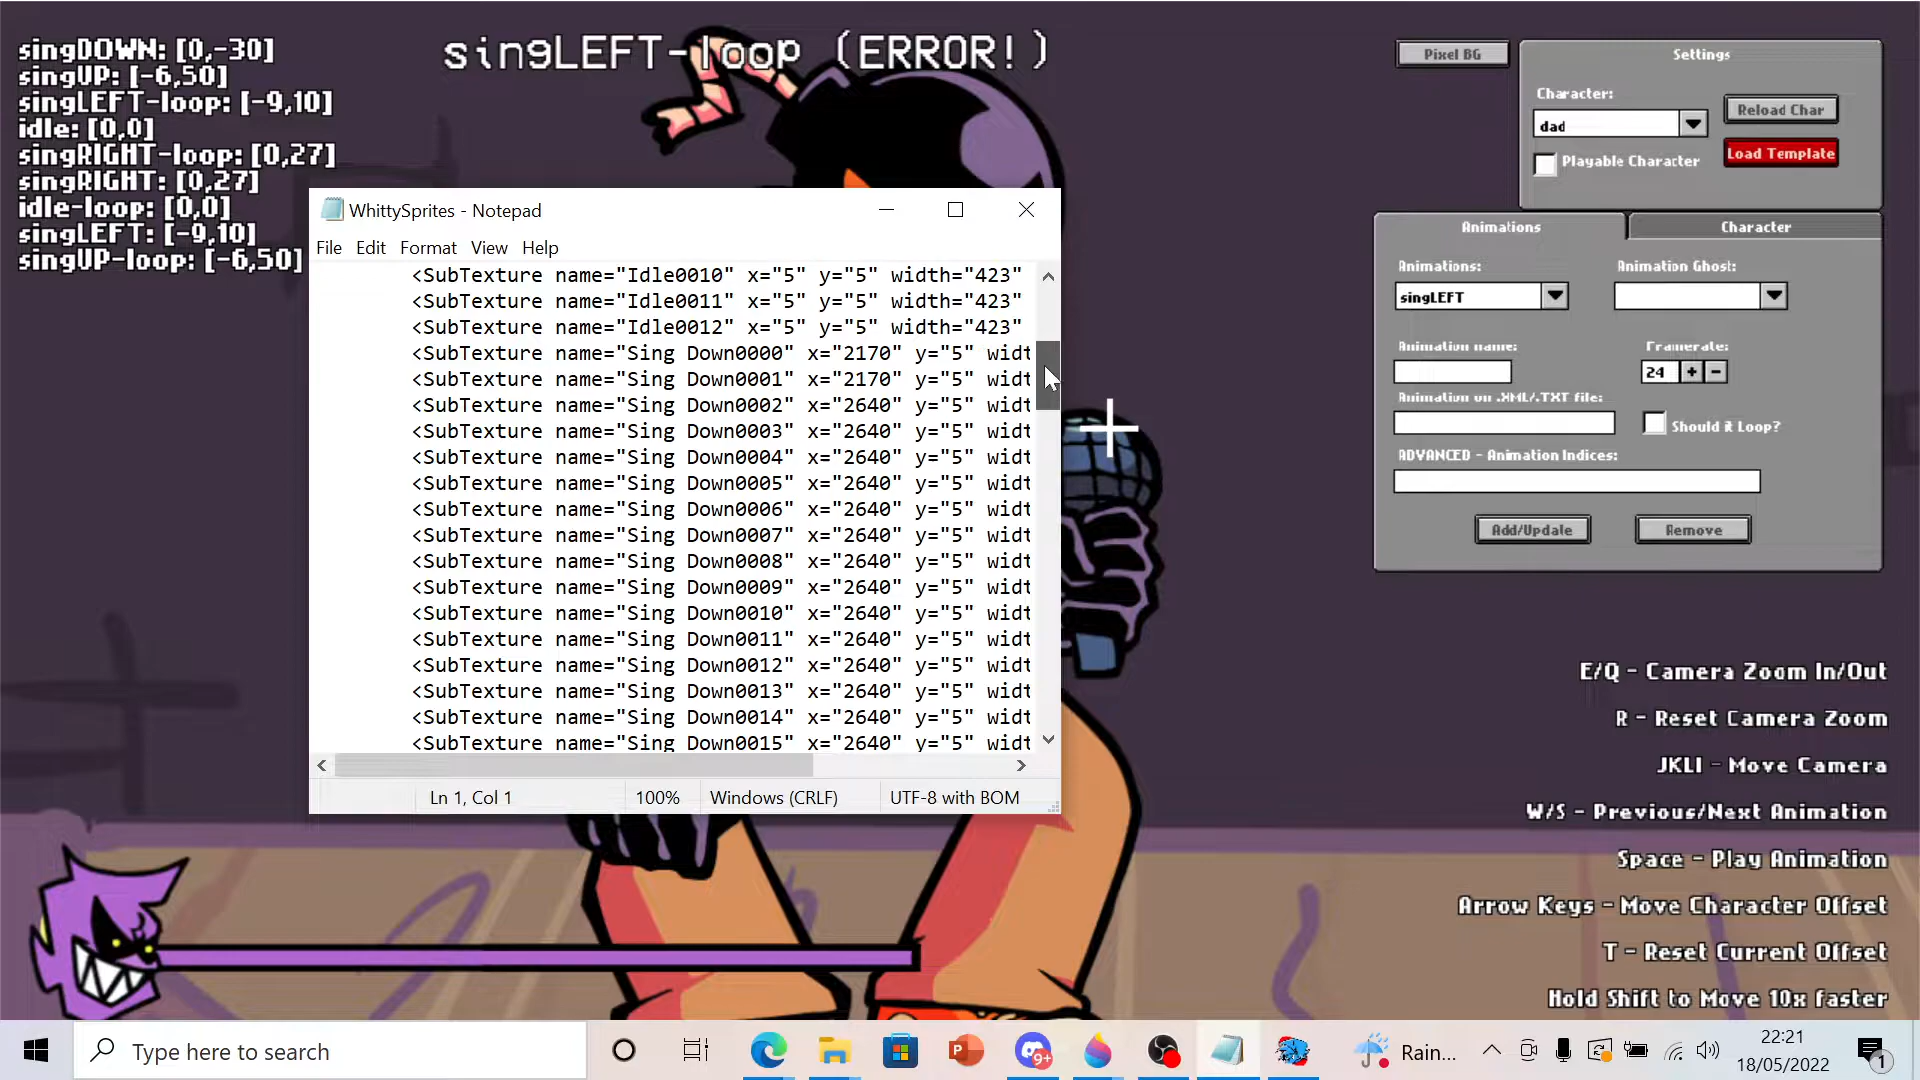 singDOWN: [0,-30]
singUP: [-6,50]
singLEFT-loop: [-9,10]
idle: [0,0]
singRIGHT-loop: [0,27]
singRIGHT: [0,27]
idle-loop: [0,0]
singLEFT: [-9,10]
singUP-loop: [-6,50]
singLEFT-loop (ERROR!)
Pixel BG
Settings
Character:
dad
Reload Char
Playable Character
Load Template
Animations
Character
Animations:
Animation Ghost:
singLEFT
Animation name:
Framerate:
24
+
-
Animation on .XML/.TXT file:
Should it Loop?
ADVANCED - Animation Indices:
Add/Update
Remove
WhittySprites - Notepad
File Edit Format View Help
<SubTexture name="Idle0010" x="5" y="5" width="423"
<SubTexture name="Idle0011" x="5" y="5" width="423"
<SubTexture name="Idle0012" x="5" y="5" width="423"
<SubTexture name="Sing Down0000" x="2170" y="5" widt
<SubTexture name="Sing Down0001" x="2170" y="5" widt
<SubTexture name="Sing Down0002" x="2640" y="5" widt
<SubTexture name="Sing Down0003" x="2640" y="5" widt
<SubTexture name="Sing Down0004" x="2640" y="5" widt
<SubTexture name="Sing Down0005" x="2640" y="5" widt
<SubTexture name="Sing Down0006" x="2640" y="5" widt
<SubTexture name="Sing Down0007" x="2640" y="5" widt
<SubTexture name="Sing Down0008" x="2640" y="5" widt
<SubTexture name="Sing Down0009" x="2640" y="5" widt
<SubTexture name="Sing Down0010" x="2640" y="5" widt
<SubTexture name="Sing Down0011" x="2640" y="5" widt
<SubTexture name="Sing Down0012" x="2640" y="5" widt
<SubTexture name="Sing Down0013" x="2640" y="5" widt
<SubTexture name="Sing Down0014" x="2640" y="5" widt
<SubTexture name="Sing Down0015" x="2640" y="5" widt
Ln 1, Col 1
100%
Windows (CRLF)
UTF-8 with BOM
E/Q - Camera Zoom In/Out
R - Reset Camera Zoom
JKLI - Move Camera
W/S - Previous/Next Animation
Space - Play Animation
Arrow Keys - Move Character Offset
T - Reset Current Offset
Hold Shift to Move 10x faster
Type here to search
P
9+
Rain...
22:21
18/05/2022
1